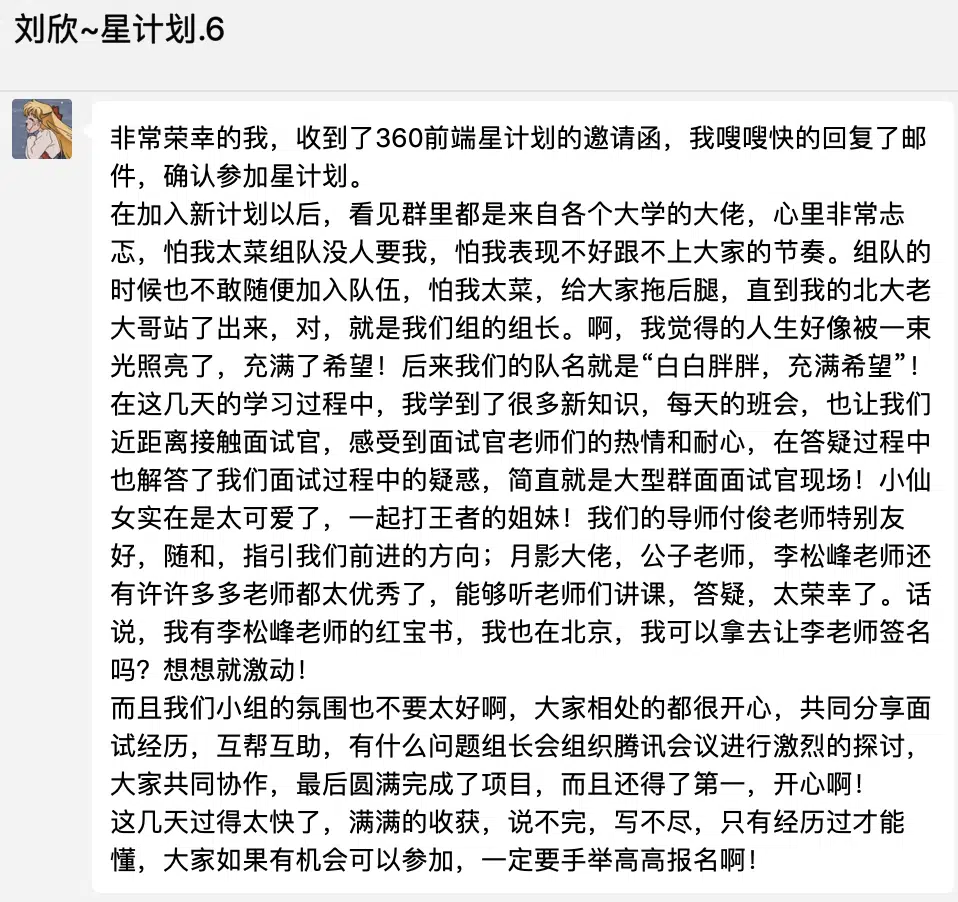 刘欣~星计划.6
非常荣幸的我，收到了360前端星计划的邀请函，我嗖嗖快的回复了邮
件，确认参加星计划。
在加入新计划以后，看见群里都是来自各个大学的大佬，心里非常忐
忑，怕我太菜组队没人要我，怕我表现不好跟不上大家的节奏。组队的
时候也不敢随便加入队伍，怕我太菜，给大家拖后腿，直到我的北大老
大哥站了出来，对，就是我们组的组长。啊，我觉得的人生好像被一束
光照亮了，充满了希望！后来我们的队名就是“白白胖胖，充满希望”！
在这几天的学习过程中，我学到了很多新知识，每天的班会，也让我们
近距离接触面试官，感受到面试官老师们的热情和耐心，在答疑过程中
也解答了我们面试过程中的疑惑，简直就是大型群面面试官现场！小仙
女实在是太可爱了，一起打王者的姐妹！我们的导师付俊老师特别友
好，随和，指引我们前进的方向；月影大佬，公子老师，李松峰老师还
有许许多多老师都太优秀了，能够听老师们讲课，答疑，太荣幸了。话
说，我有李松峰老师的红宝书，我也在北京，我可以拿去让李老师签名
吗？想想就激动！
而且我们小组的氛围也不要太好啊，大家相处的都很开心，共同分享面
试经历，互帮互助，有什么问题组长会组织腾讯会议进行激烈的探讨，
大家共同协作，最后圆满完成了项目，而且还得了第一，开心啊！
这几天过得太快了，满满的收获，说不完，写不尽，只有经历过才能
懂，大家如果有机会可以参加，一定要手举高高报名啊！